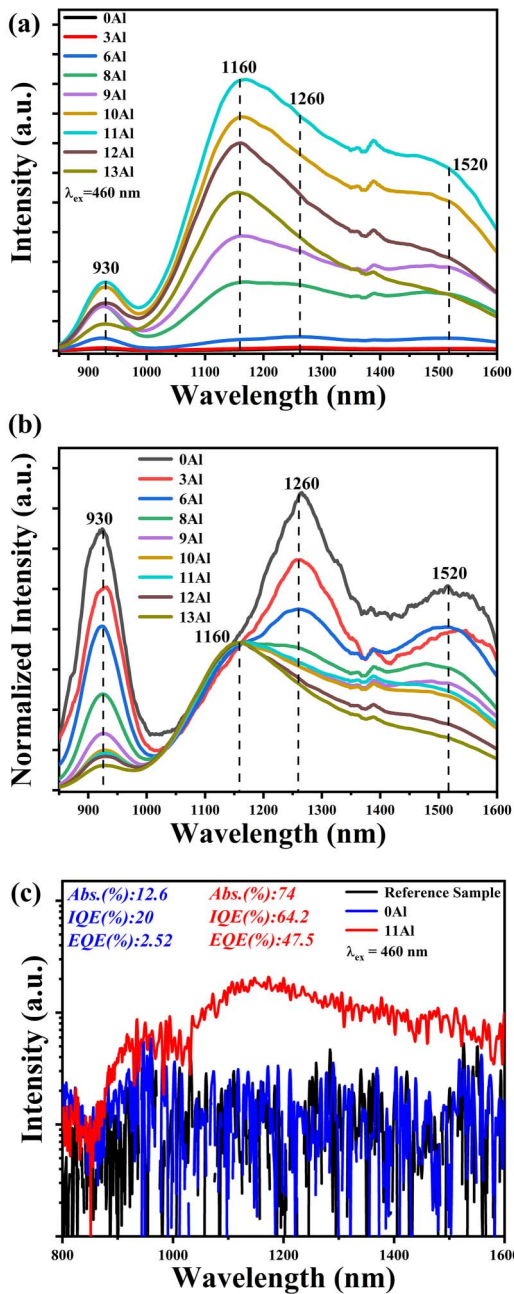 (a)
0Al
3Al
6Al
8Al
9Al
10Al
11Al
12Al
13Al
λex=460 nm
930
1160
1260
1520
Intensity (a.u.)
900 1000 1100 1200 1300 1400 1500 1600
Wavelength (nm)
(b)
0Al
3Al
6Al
8Al
9Al
10Al
11Al
12Al
13Al
930
1160
1260
1520
Normalized Intensity (a.u.)
900 1000 1100 1200 1300 1400 1500 1600
Wavelength (nm)
(c)
Abs.(%):12.6
IQE(%):20
EQE(%):2.52
Abs.(%):74
IQE(%):64.2
EQE(%):47.5
Reference Sample
0Al
11Al
λex = 460 nm
Intensity (a.u.)
800 1000 1200 1400 1600
Wavelength (nm)